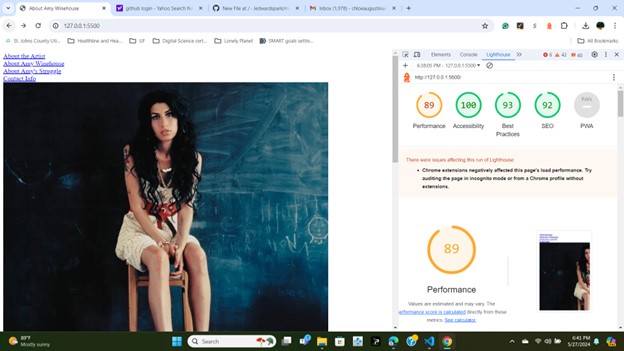 About Amy Winehouse
github login - Yahoo Search Re
New File at / · ledwardspark/n
Inbox (1,979) - chloeaugustinu
127.0.0.1:5500
St. Johns County Uti...
Healthline and Hea...
UF
Digital Science cert...
Lonely Planet
SMART goals settin...
All Bookmarks
About the Artist
About Amy Winehouse
About Amy's Struggle
Contact Info
Elements Console Lighthouse
6:38:05 PM - 127.0.0.1:5500
http://127.0.0.1:5500/
89 100 93 92 PWA
Performance Accessibility Best Practices SEO PWA
There were issues affecting this run of Lighthouse
Chrome extensions negatively affected this page's load performance. Try
auditing the page in incognito mode or from a Chrome profile without
extensions.
89
Performance
Values are estimated and may vary. The
performance score is calculated directly from these
metrics. See calculator.
89°F
Mostly sunny
Search
6:41 PM
5/27/2024